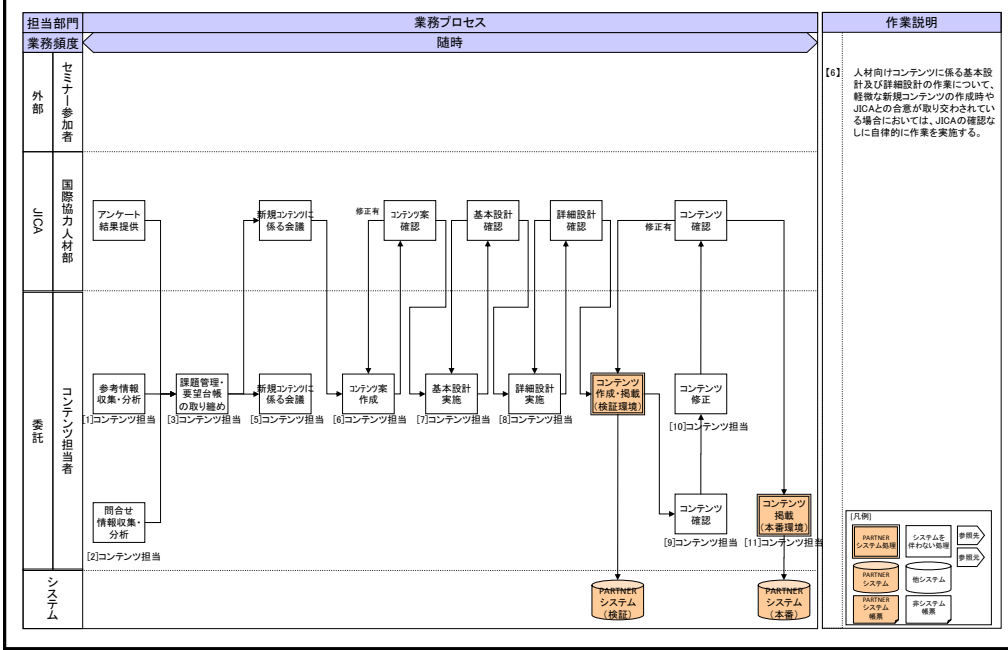 担当部門
業務プロセス
作業説明
業務頻度
随時
外部
セミナー参加者
JICA
国際協力人材部
アンケート
結果提供
新規コンテンツに
係る会議
修正有
コンテンツ案
確認
基本設計
確認
詳細設計
確認
修正有
コンテンツ
確認
委託
コンテンツ担当者
参考情報
収集・分析
[1]コンテンツ担当
課題管理・
要望台帳
の取り纏め
[3]コンテンツ担当
新規コンテンツに
係る会議
[5]コンテンツ担当
コンテンツ案
作成
[6]コンテンツ担当
基本設計
実施
[7]コンテンツ担当
詳細設計
実施
[8]コンテンツ担当
コンテンツ
作成・掲載
(検証環境)
コンテンツ
修正
[10]コンテンツ担当
問合せ
情報収集・
分析
[2]コンテンツ担当
コンテンツ
確認
[9]コンテンツ担当
コンテンツ
掲載
(本番環境)
[11]コンテンツ担当
システム
PARTNER
システム
(検証)
PARTNER
システム
(本番)
【6】 人材向けコンテンツに係る基本設
計及び詳細設計の作業について、
軽微な新規コンテンツの作成時や
JICAとの合意が取り交わされてい
る場合においては、JICAの確認な
しに自律的に作業を実施する。
[凡例]
PARTNER
システム処理
システムを
伴わない処理
参照先
参照元
PARTNER
システム
他システム
PARTNER
システム
帳票
非システム
帳票